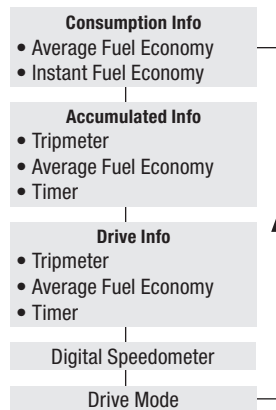 Consumption Info
• Average Fuel Economy
• Instant Fuel Economy
Accumulated Info
• Tripmeter
• Average Fuel Economy
• Timer
Drive Info
• Tripmeter
• Average Fuel Economy
• Timer
Digital Speedometer
Drive Mode